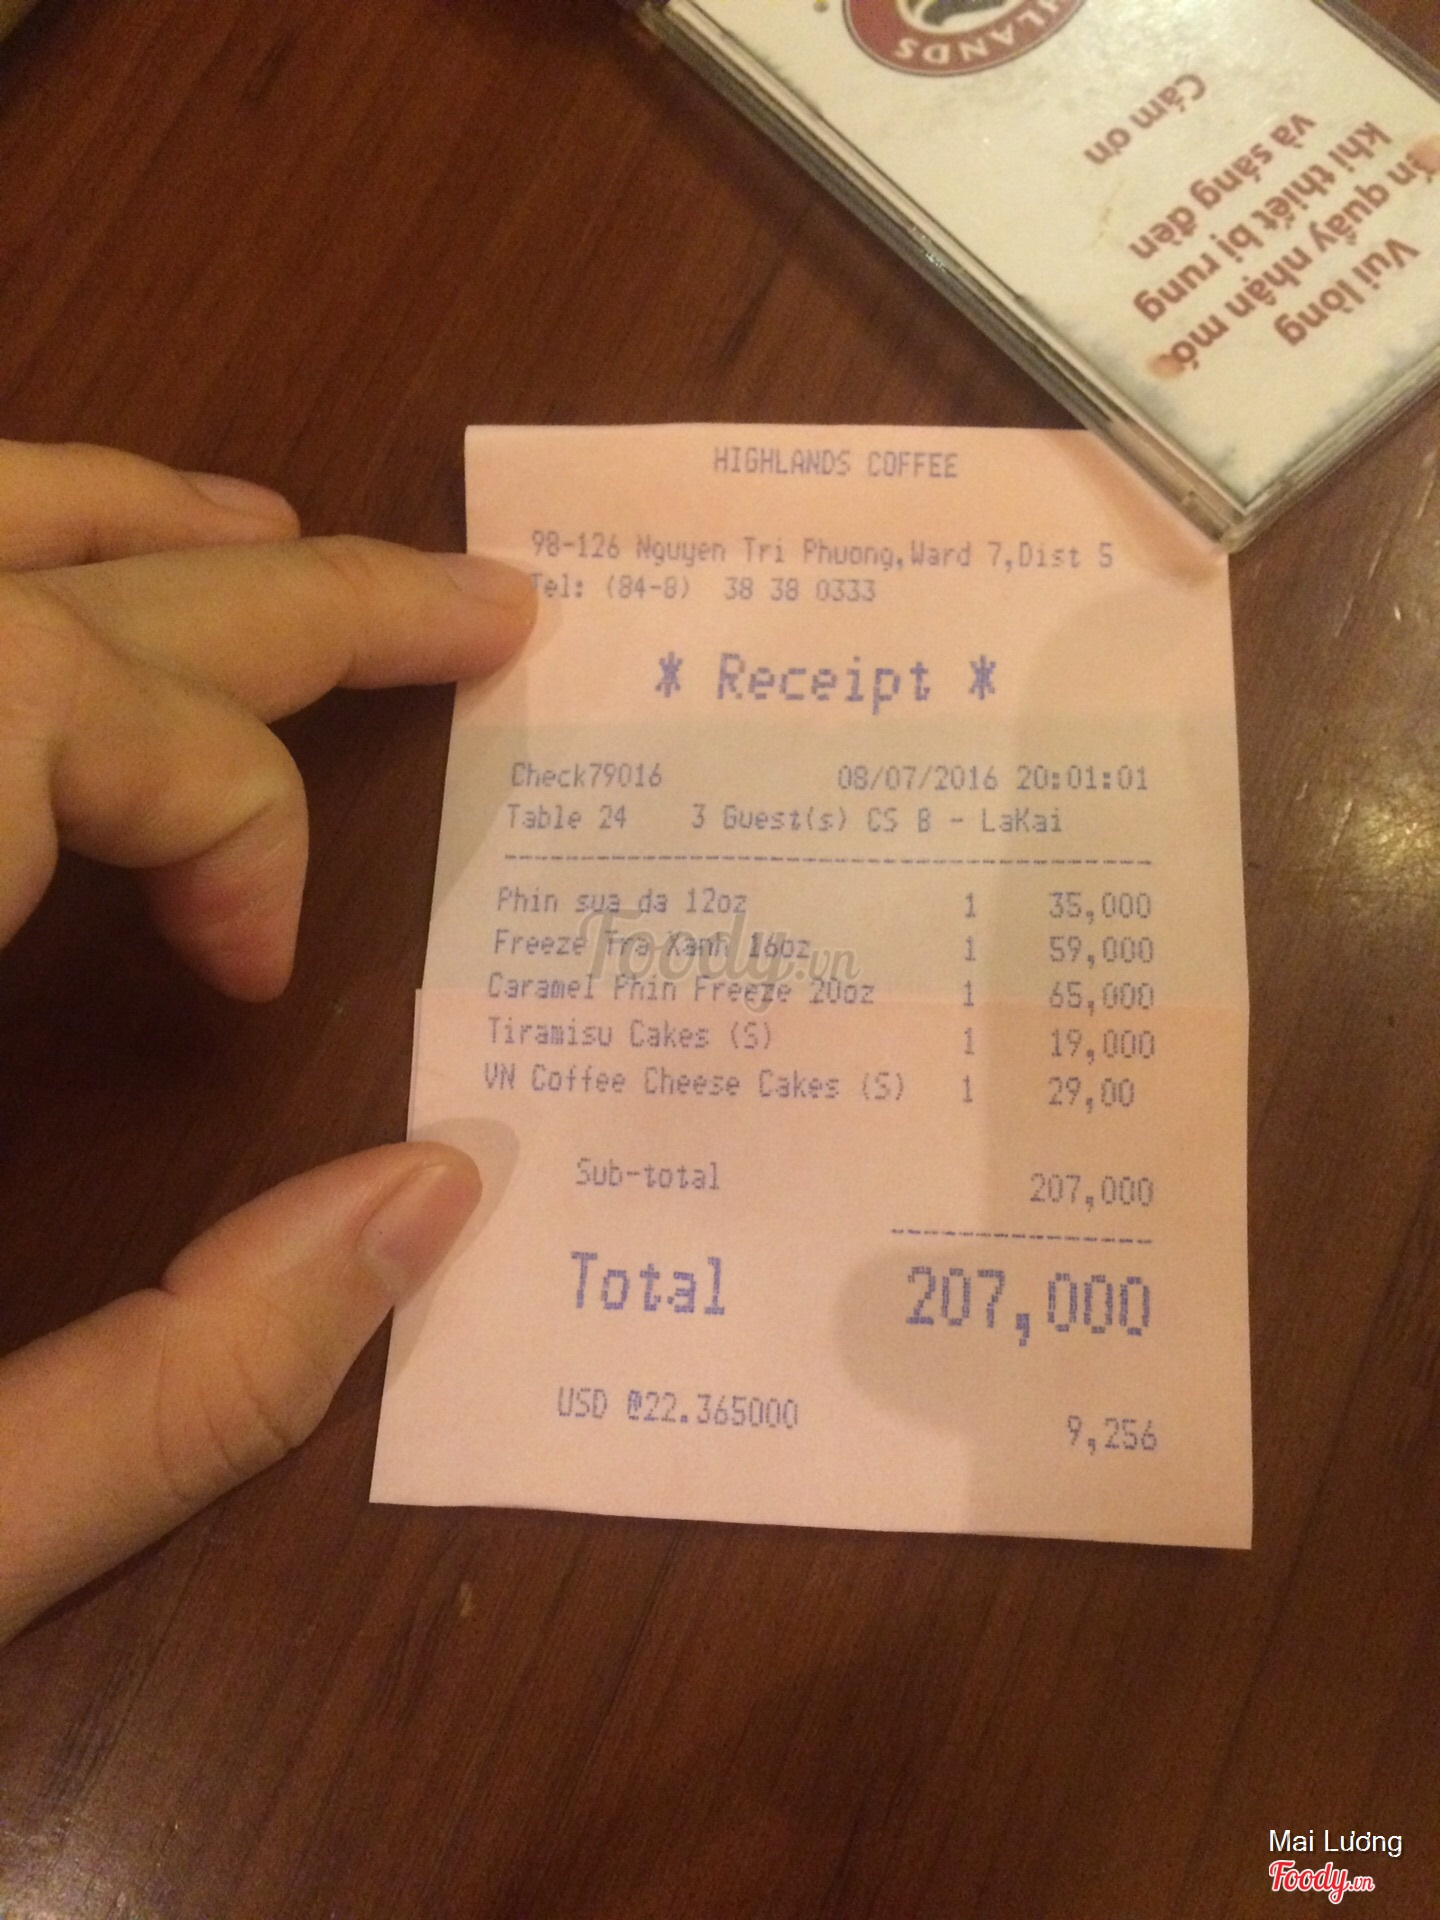 HLANDS
Vui lòng
quầy nhận mó
khi thiết bị rung
và sáng đèn
Cám ơn
HIGHLANDS COFFEE
98-126 Nguyen Tri Phuong,Ward 7,Dist 5
Tel: (84-8) 38 38 0333
* Receipt *
Check79016 08/07/2016 20:01:01
Table 24 3 Guest(s) CS B - LaKai
Phin sua da 12oz 1 35,000
Freeze Tra Xanh 16oz 1 59,000
Caramel Phin Freeze 20oz 1 65,000
Tiramisu Cakes (S) 1 19,000
VN Coffee Cheese Cakes (S) 1 29,00
Foody.vn
Sub-total 207,000
Total 207,000
USD @22.365000 9,256
Mai Lương
Foody.vn